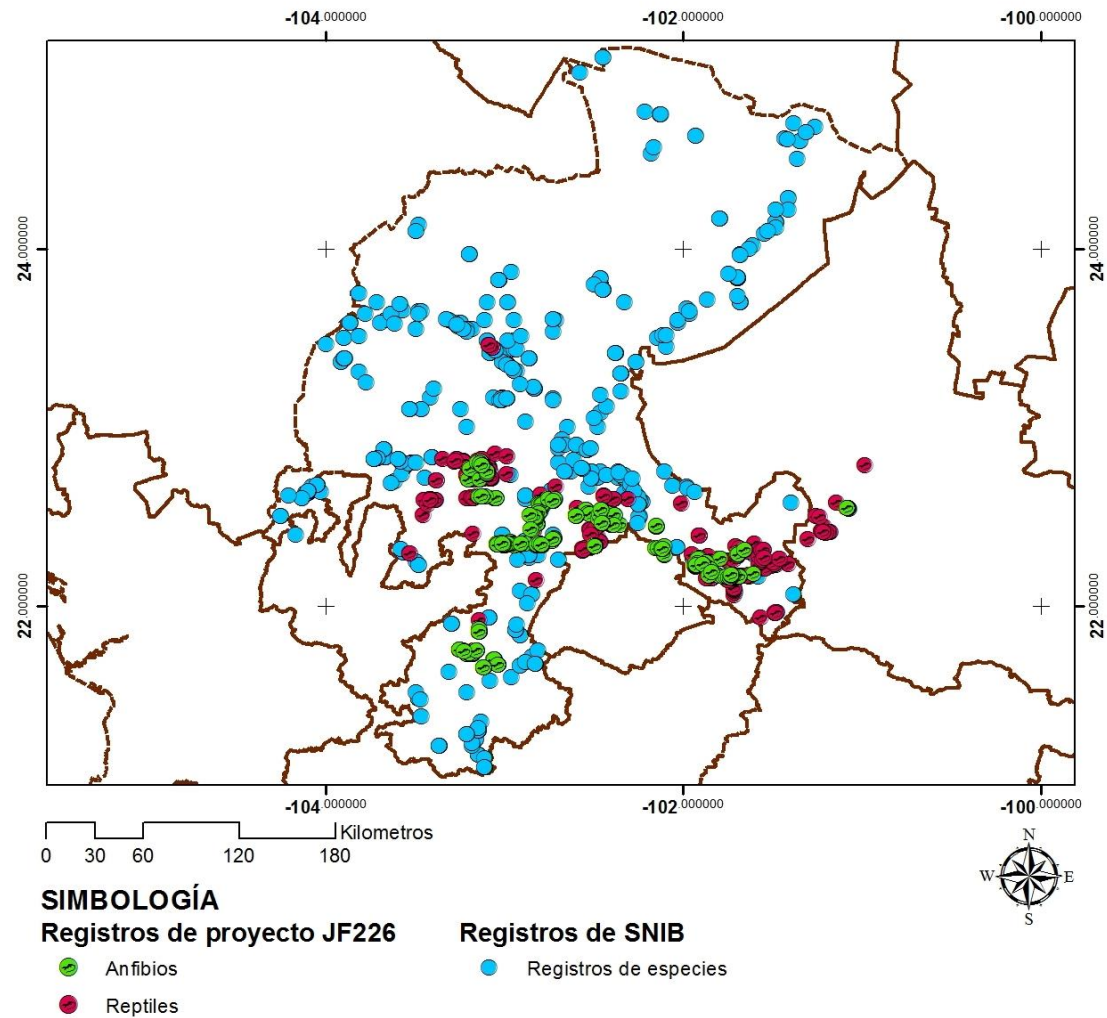 -104.000000 -102.000000 -100.000000
24.000000 24.000000
22.000000 22.000000
-104.000000 -102.000000 -100.000000
Kilometros
0 30 60 120 180
N
W E
S
SIMBOLOGÍA
Registros de proyecto JF226 Registros de SNIB
Anfibios Registros de especies
Reptiles